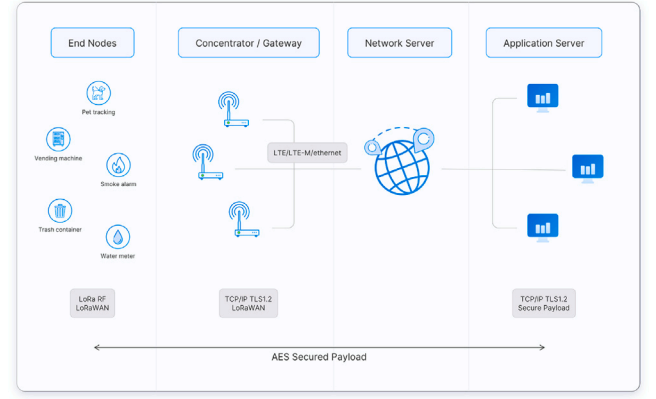 End Nodes
Concentrator / Gateway
Network Server
Application Server
Pet tracking
Vending machine
Smoke alarm
Trash container
Water meter
LTE/LTE-M/ethernet
LoRa RF
LoRaWAN
TCP/IP TLS1.2
LoRaWAN
TCP/IP TLS1.2
Secure Payload
AES Secured Payload